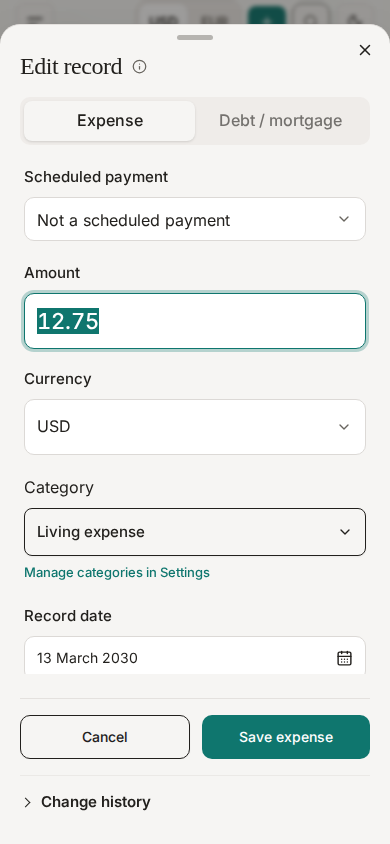 Edit record
Expense
Debt / mortgage
Scheduled payment
Not a scheduled payment
Amount
12.75
Currency
USD
Category
Living expense
Manage categories in Settings
Record date
13 March 2030
Cancel
Save expense
Change history